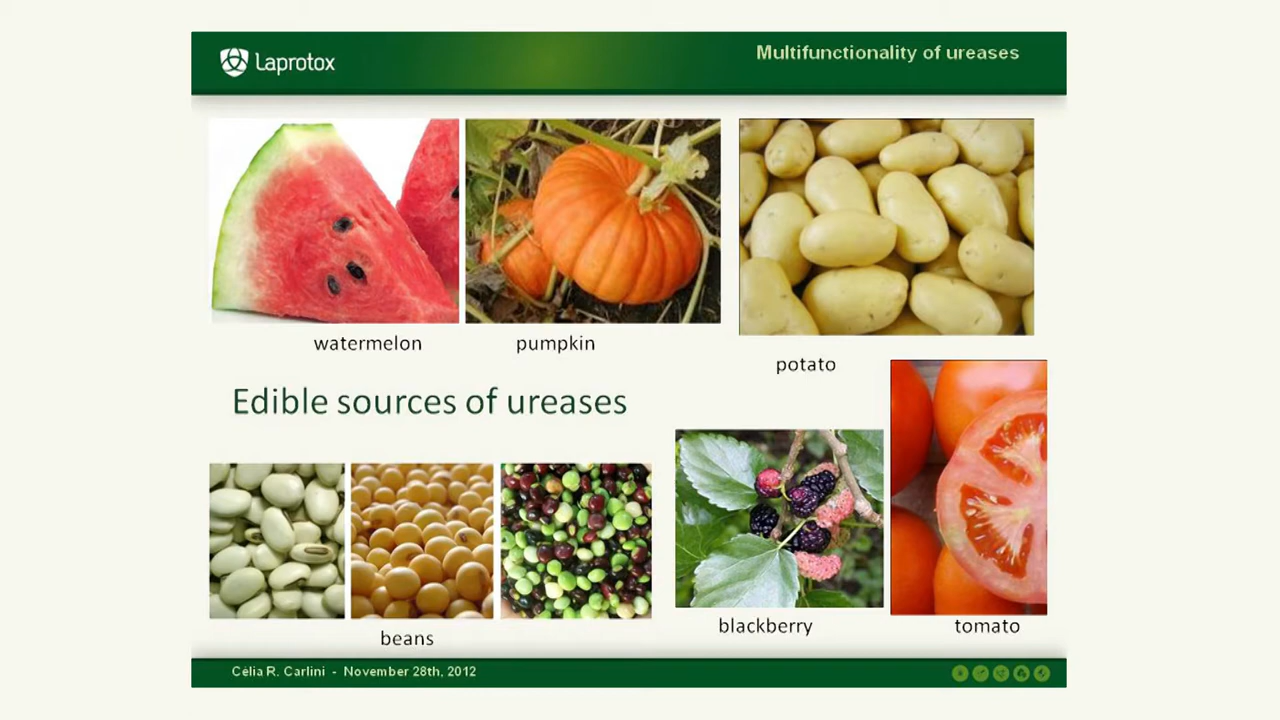 Laprotox
Multifunctionality of ureases
watermelon
pumpkin
potato
Edible sources of ureases
beans
blackberry
tomato
Célia R. Carlini - November 28th, 2012